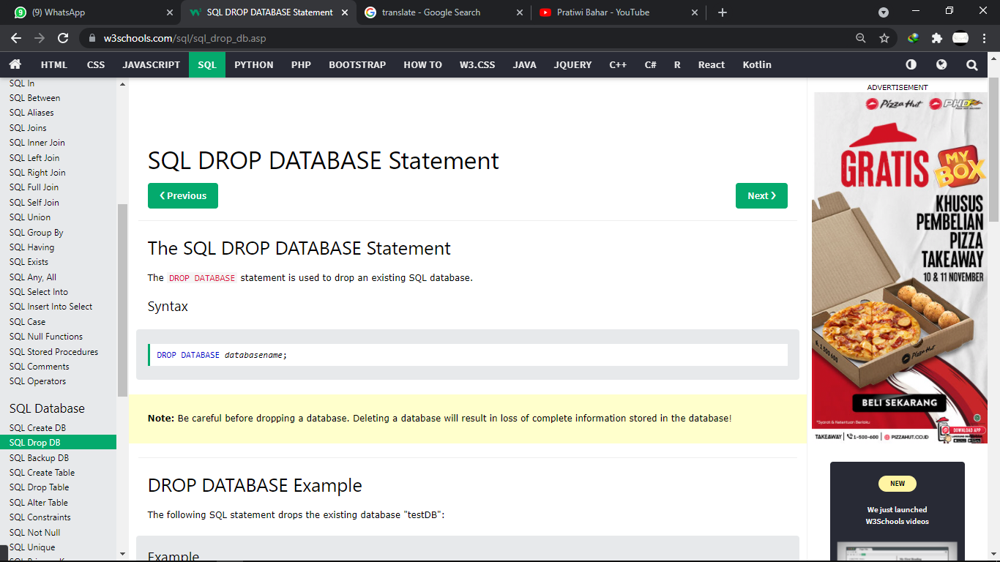 (9) WhatsApp
SQL DROP DATABASE Statement
translate - Google Search
Pratiwi Bahar - YouTube
w3schools.com/sql/sql_drop_db.asp
HTML CSS JAVASCRIPT SQL PYTHON PHP BOOTSTRAP HOW TO W3.CSS JAVA JQUERY C++ C# R React Kotlin
SQL In
SQL Between
SQL Aliases
SQL Joins
SQL Inner Join
SQL Left Join
SQL Right Join
SQL Full Join
SQL Self Join
SQL Union
SQL Group By
SQL Having
SQL Exists
SQL Any, All
SQL Select Into
SQL Insert Into Select
SQL Case
SQL Null Functions
SQL Stored Procedures
SQL Comments
SQL Operators
SQL Database
SQL Create DB
SQL Drop DB
SQL Backup DB
SQL Create Table
SQL Drop Table
SQL Alter Table
SQL Constraints
SQL Not Null
SQL Unique
SQL DROP DATABASE Statement
❮ Previous
Next ❯
The SQL DROP DATABASE Statement
The DROP DATABASE statement is used to drop an existing SQL database.
Syntax
DROP DATABASE databasename;
Note: Be careful before dropping a database. Deleting a database will result in loss of complete information stored in the database!
DROP DATABASE Example
The following SQL statement drops the existing database "testDB":
Example
ADVERTISEMENT
Pizza Hut PHD
GRATIS
MY BOX
KHUSUS
PEMBELIAN
PIZZA
TAKEAWAY
10 & 11 NOVEMBER
1 500 600
Pizza Hut
BELI SEKARANG
*Syarat & Ketentuan Berlaku
DOWNLOAD APP
TAKEAWAY 1-500-600 PIZZAHUT.CO.ID
NEW
We just launched
W3Schools videos